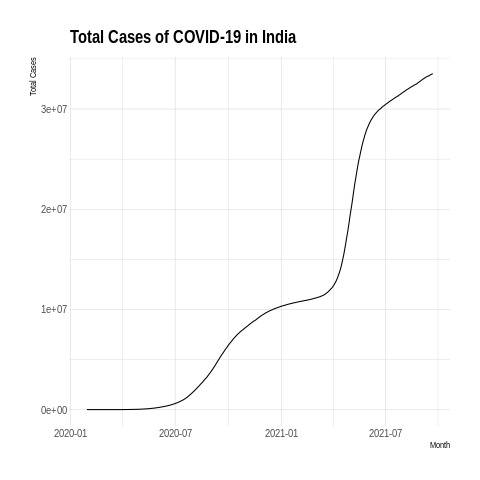 Total Cases of COVID-19 in India
Total Cases
3e+07
2e+07
1e+07
0e+00
2020-01 2020-07 2021-01 2021-07
Month